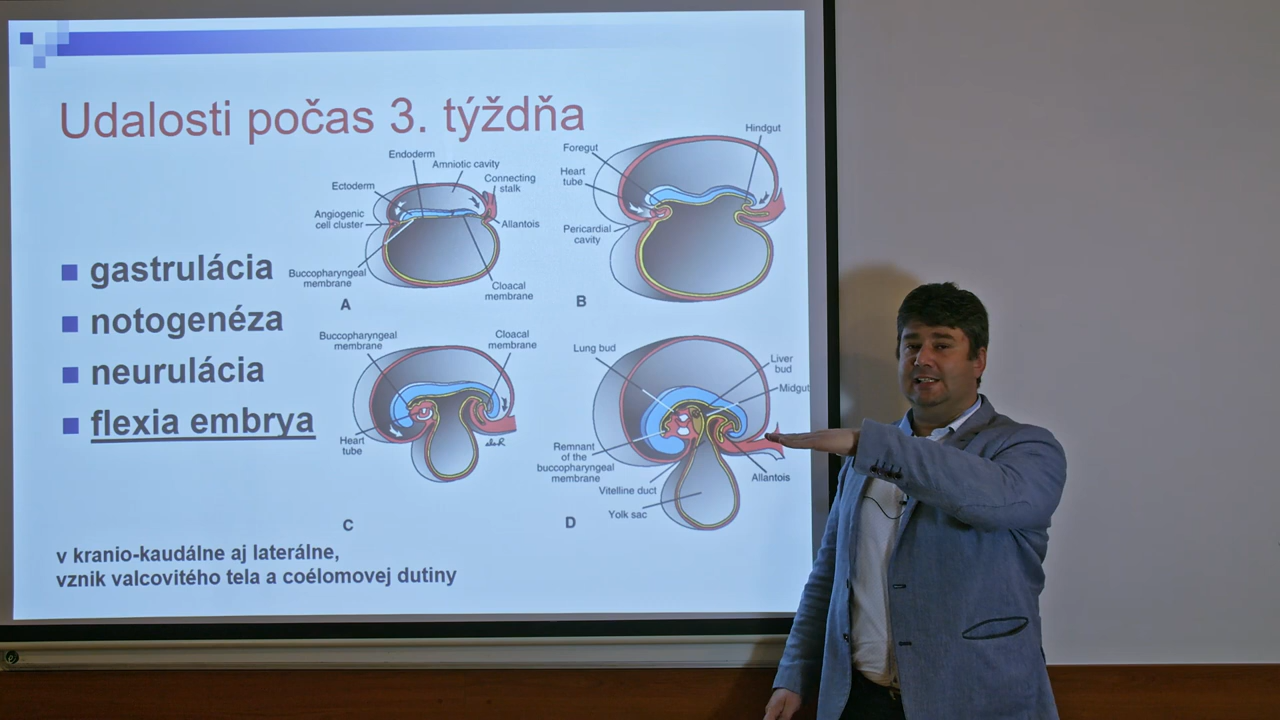 Udalosti počas 3. týždňa
gastrulácia
notogenéza
neurulácia
flexia embrya
Endoderm
Amniotic cavity
Connecting
stalk
Ectoderm
Angiogenic
cell cluster
Allantois
Buccopharyngeal
membrane
Cloacal
membrane
A
Hindgut
Foregut
Heart
tube
Pericardial
cavity
B
Buccopharyngeal
membrane
Cloacal
membrane
Heart
tube
C
Lung bud
Liver
bud
Midgut
Remnant
of the
buccopharyngeal
membrane
Allantois
Vitelline duct
Yolk sac
D
v kranio-kaudálne aj laterálne,
vznik valcovitého tela a coélomovej dutiny